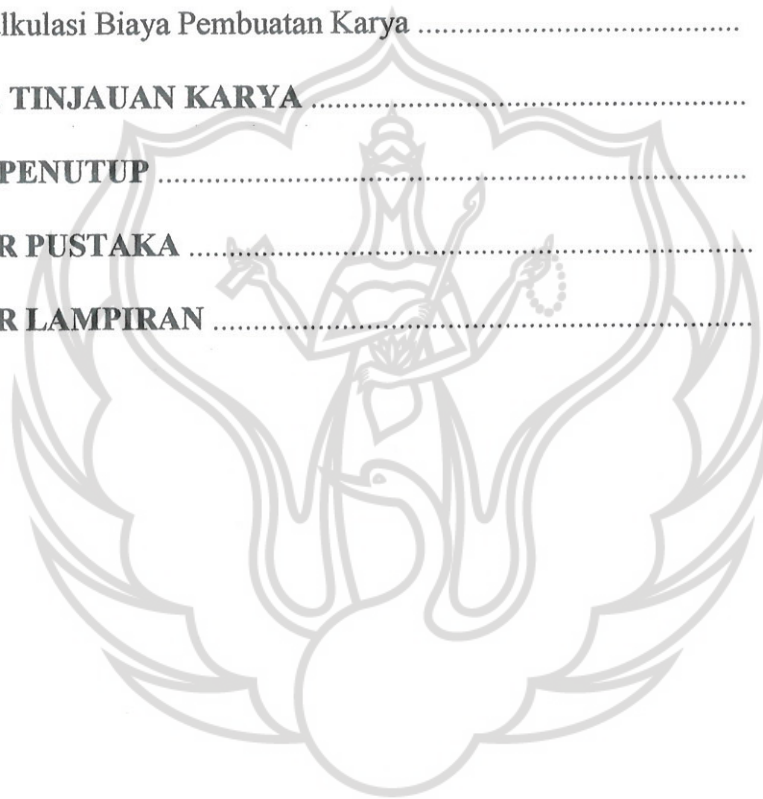 lkulasi Biaya Pembuatan Karya ..........................................
TINJAUAN KARYA ..........................................................
PENUTUP ..............................................................................
R PUSTAKA ..........................................................................
R LAMPIRAN .......................................................................